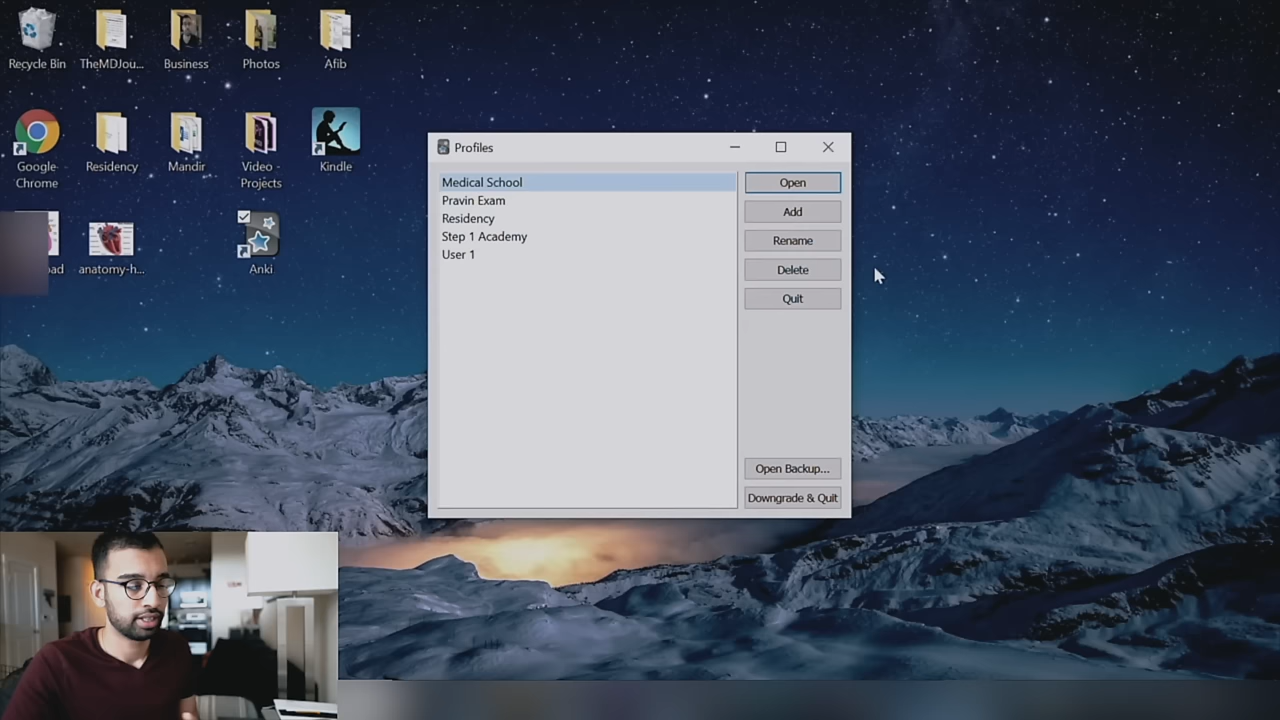 Recycle Bin
TheMDJou...
Business
Photos
Afib
Google Chrome
Residency
Mandir
Video - Projects
Kindle
anatomy-h...
Anki
Profiles
Medical School
Pravin Exam
Residency
Step 1 Academy
User 1
Open
Add
Rename
Delete
Quit
Open Backup...
Downgrade & Quit